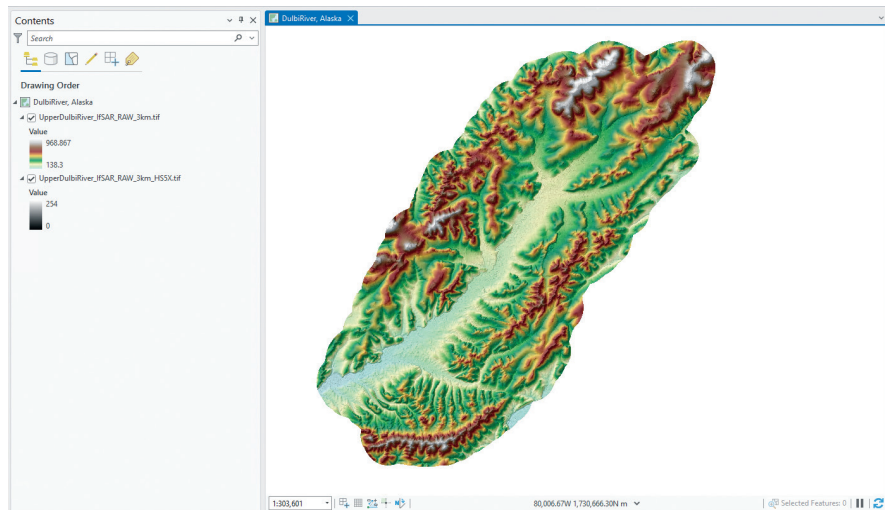 Contents
Search
Drawing Order
DulbiRiver, Alaska
UpperDulbiRiver_IfSAR_RAW_3km.tif
Value
968.867
138.3
UpperDulbiRiver_IfSAR_RAW_3km_HS5X.tif
Value
254
0
DulbiRiver, Alaska
1:303,601
80,006.67W 1,730,666.30N m
Selected Features: 0